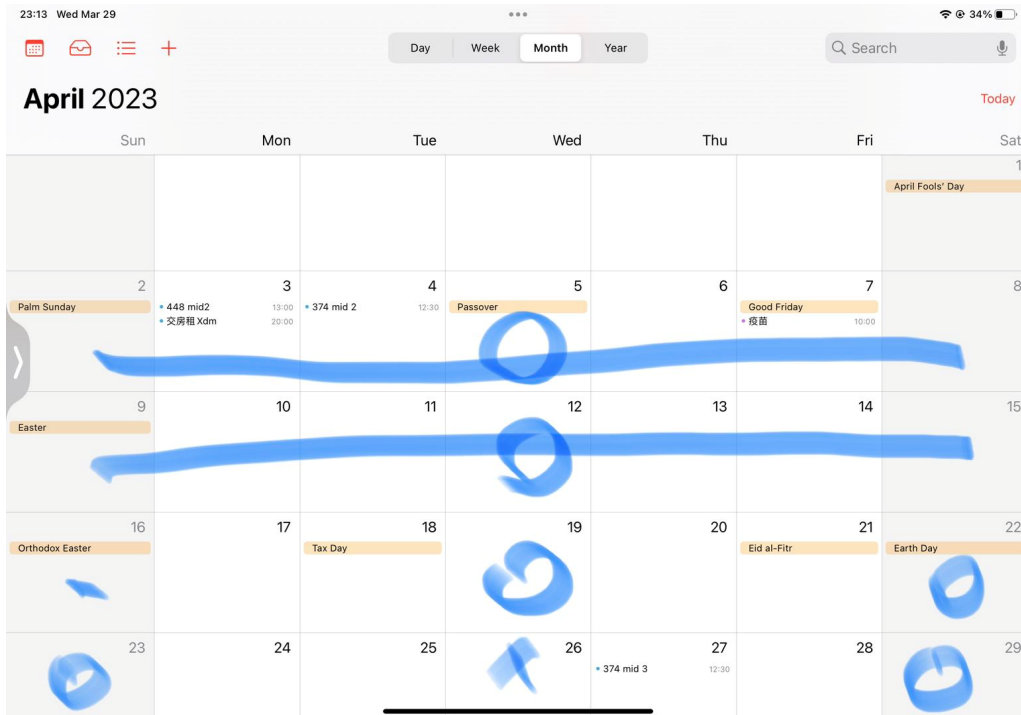 23:13 Wed Mar 29
34%
Day Week Month Year
Search
April 2023
Today
Sun Mon Tue Wed Thu Fri Sat
1
April Fools' Day
2 3 4 5 6 7 8
Palm Sunday
448 mid2 13:00
374 mid 2 12:30
Passover
Good Friday
交房租 Xdm 20:00
疫苗 10:00
9 10 11 12 13 14 15
Easter
16 17 18 19 20 21 22
Orthodox Easter
Tax Day
Eid al-Fitr
Earth Day
23 24 25 26 27 28 29
374 mid 3 12:30